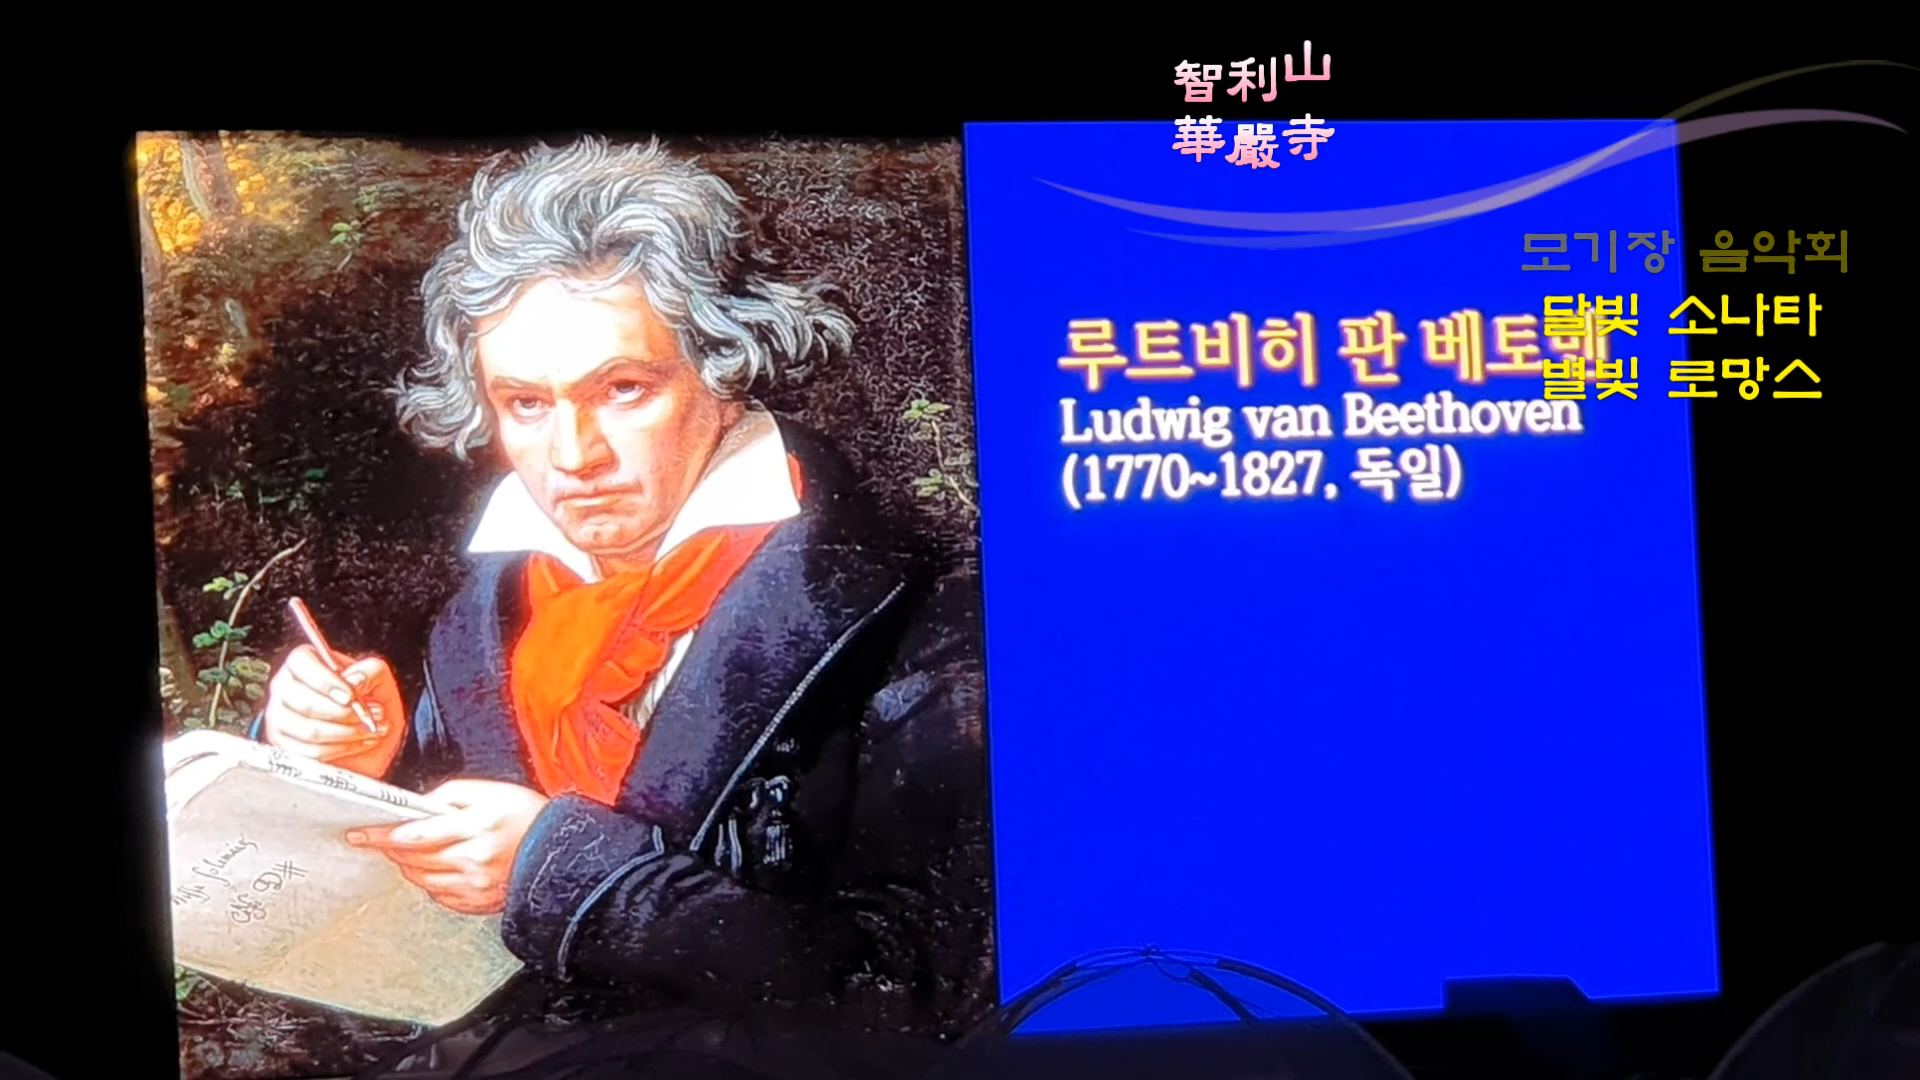 智利山
華嚴寺
모기장 음악회
달빛 소나타
별빛 로망스
루트비히 판 베토벤
Ludwig van Beethoven
(1770~1827, 독일)